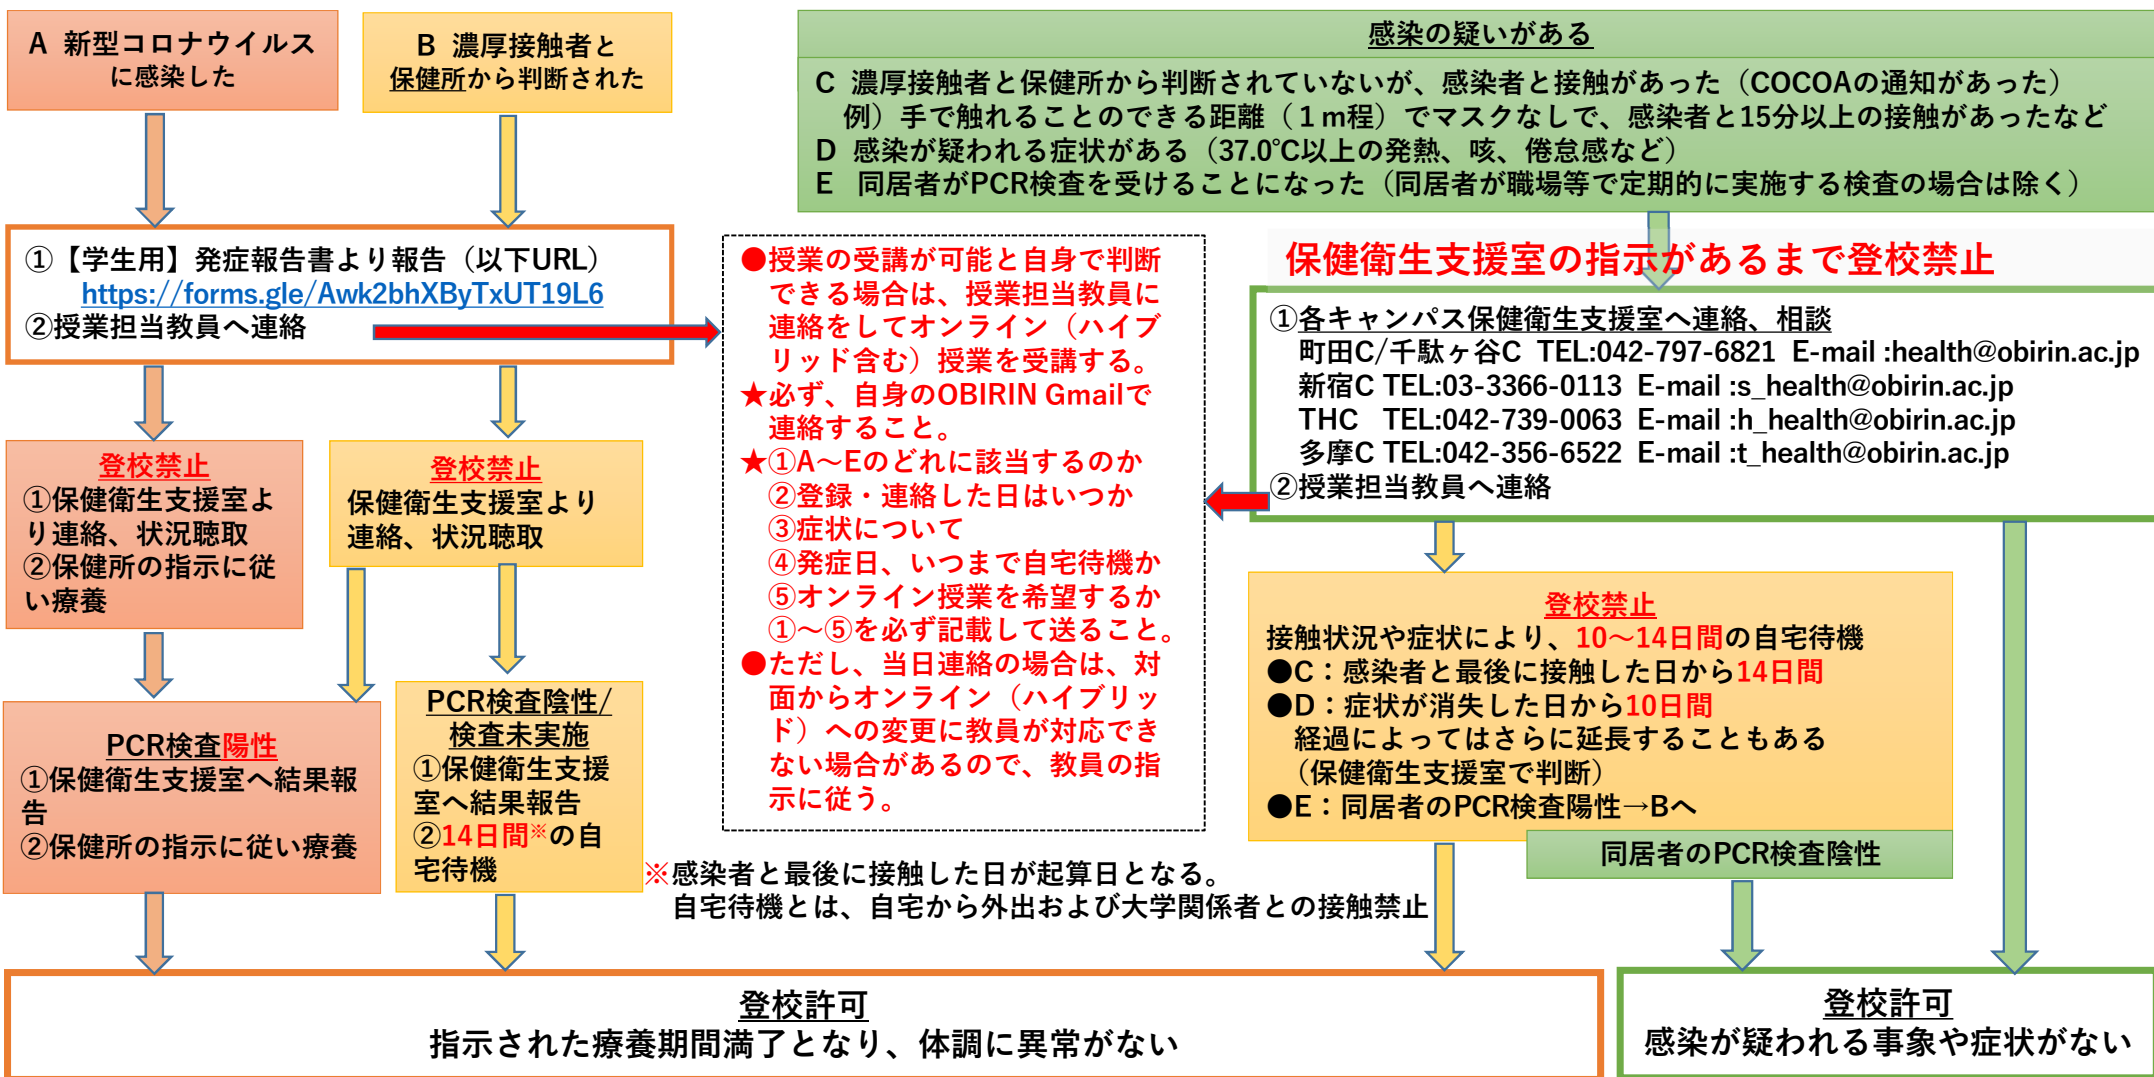 A 新型コロナウイルス
に感染した
B 濃厚接触者と
保健所から判断された
感染の疑いがある
C 濃厚接触者と保健所から判断されていないが、感染者と接触があった（COCOAの通知があった）
例）手で触れることのできる距離（１m程）でマスクなしで、感染者と15分以上の接触があったなど
D 感染が疑われる症状がある（37.0℃以上の発熱、咳、倦怠感など）
E 同居者がPCR検査を受けることになった（同居者が職場等で定期的に実施する検査の場合は除く）
①【学生用】発症報告書より報告（以下URL）
https://forms.gle/Awk2bhXByTxUT19L6
②授業担当教員へ連絡
登校禁止
①保健衛生支援室よ
り連絡、状況聴取
②保健所の指示に従
い療養
登校禁止
保健衛生支援室より
連絡、状況聴取
PCR検査陽性
①保健衛生支援室へ結果報
告
②保健所の指示に従い療養
PCR検査陰性/
検査未実施
①保健衛生支援
室へ結果報告
②14日間※の自
宅待機
●授業の受講が可能と自身で判断
できる場合は、授業担当教員に
連絡をしてオンライン（ハイブ
リッド含む）授業を受講する。
★必ず、自身のOBIRIN Gmailで
連絡すること。
★①A～Eのどれに該当するのか
②登録・連絡した日はいつか
③症状について
④発症日、いつまで自宅待機か
⑤オンライン授業を希望するか
①～⑤を必ず記載して送ること。
●ただし、当日連絡の場合は、対
面からオンライン（ハイブリッ
ド）への変更に教員が対応でき
ない場合があるので、教員の指
示に従う。
※感染者と最後に接触した日が起算日となる。
自宅待機とは、自宅から外出および大学関係者との接触禁止
保健衛生支援室の指示があるまで登校禁止
①各キャンパス保健衛生支援室へ連絡、相談
町田C/千駄ヶ谷C TEL:042-797-6821 E-mail :health@obirin.ac.jp
新宿C TEL:03-3366-0113 E-mail :s_health@obirin.ac.jp
THC TEL:042-739-0063 E-mail :h_health@obirin.ac.jp
多摩C TEL:042-356-6522 E-mail :t_health@obirin.ac.jp
②授業担当教員へ連絡
登校禁止
接触状況や症状により、10～14日間の自宅待機
●C：感染者と最後に接触した日から14日間
●D：症状が消失した日から10日間
経過によってはさらに延長することもある
（保健衛生支援室で判断）
●E：同居者のPCR検査陽性→Bへ
同居者のPCR検査陰性
登校許可
指示された療養期間満了となり、体調に異常がない
登校許可
感染が疑われる事象や症状がない